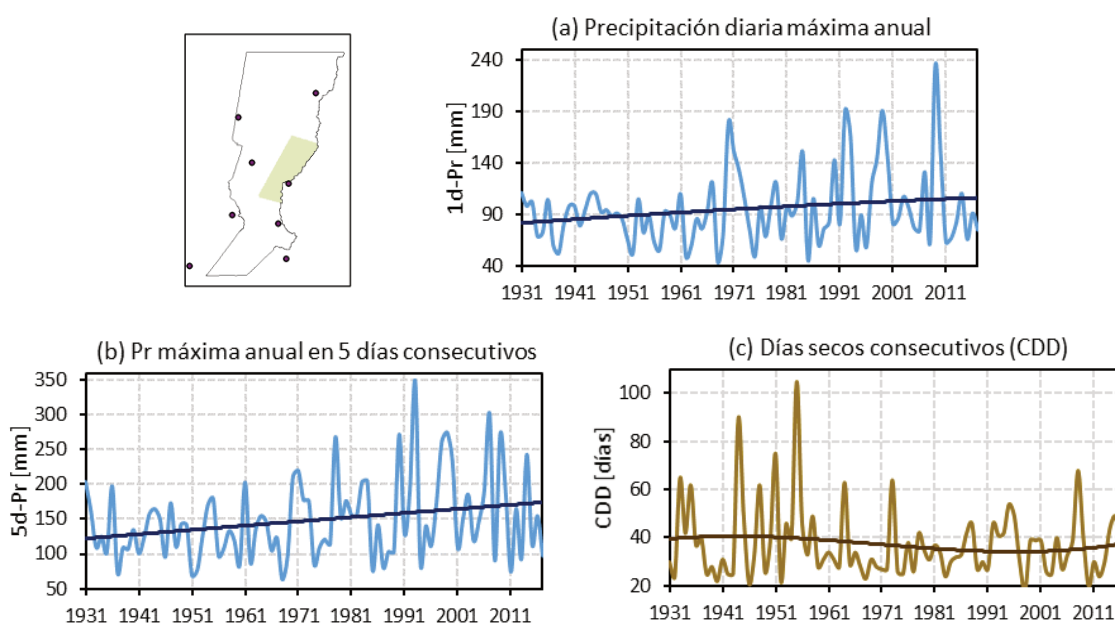 (a) Precipitación diaria máxima anual
1d-Pr [mm]
240
190
140
90
40
1931 1941 1951 1961 1971 1981 1991 2001 2011
(b) Pr máxima anual en 5 días consecutivos
5d-Pr [mm]
350
300
250
200
150
100
50
1931 1941 1951 1961 1971 1981 1991 2001 2011
(c) Días secos consecutivos (CDD)
CDD [días]
100
80
60
40
20
1931 1941 1951 1961 1971 1981 1991 2001 2011